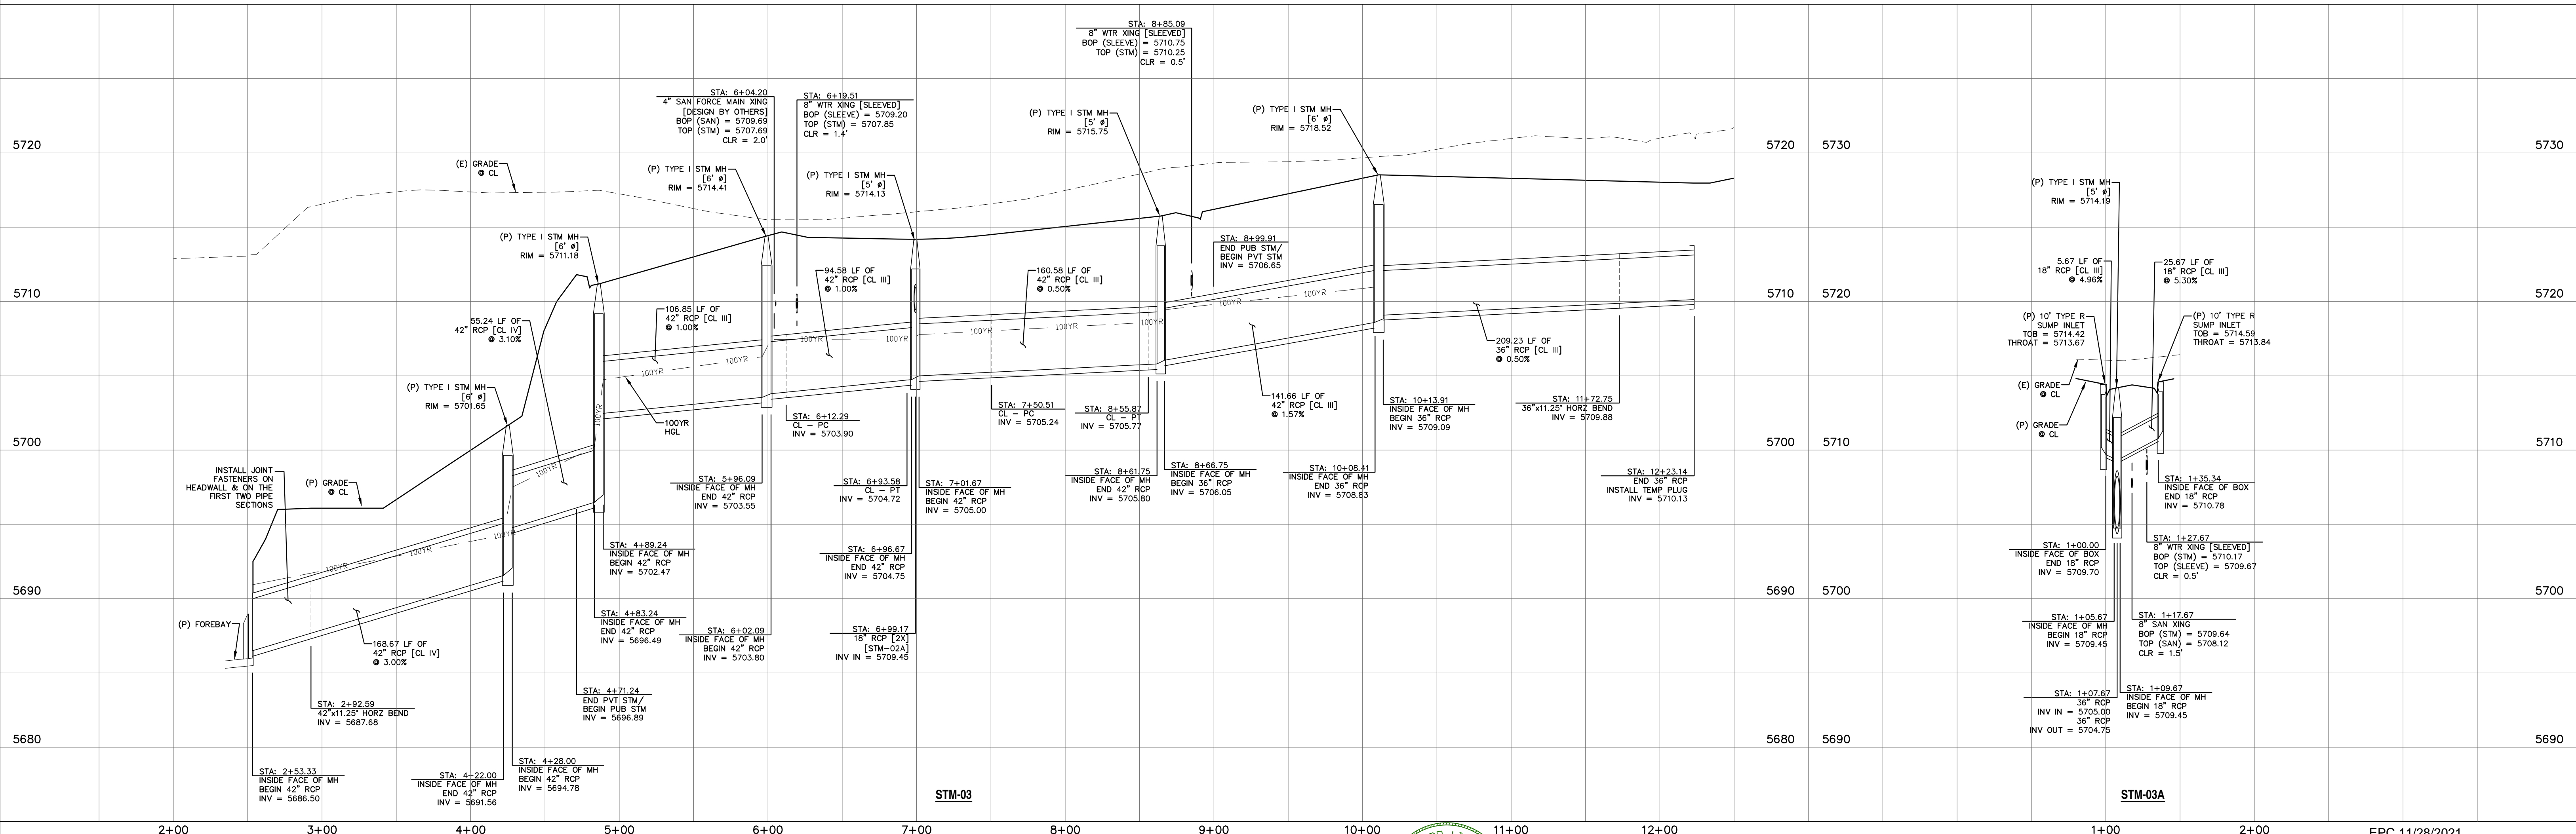 STA: 8+85.09
8" WTR XING [SLEEVED]
BOP (SLEEVE) = 5710.75
TOP (STM) = 5710.25
CLR = 0.5'
STA: 6+04.20
4" SAN FORCE MAIN XING
[DESIGN BY OTHERS]
BOP (SAN) = 5709.69
TOP (STM) = 5707.69
CLR = 2.0'
STA: 6+19.51
8" WTR XING [SLEEVED]
BOP (SLEEVE) = 5709.20
TOP (STM) = 5707.85
CLR = 1.4'
(P) TYPE I STM MH
[5' ø]
RIM = 5715.75
(P) TYPE I STM MH
[6' ø]
RIM = 5718.52
5720
5720
5730
5730
(E) GRADE
@ CL
(P) TYPE I STM MH
[6' ø]
RIM = 5714.41
(P) TYPE I STM MH
[5' ø]
RIM = 5714.13
(P) TYPE I STM MH
[5' ø]
RIM = 5714.19
(P) TYPE I STM MH
[6' ø]
RIM = 5711.18
STA: 8+99.91
END PUB STM/
BEGIN PVT STM
INV = 5706.65
94.58 LF OF
42" RCP [CL III]
@ 1.00%
160.58 LF OF
42" RCP [CL III]
@ 0.50%
5.67 LF OF
18" RCP [CL III]
@ 4.96%
25.67 LF OF
18" RCP [CL III]
@ 5.30%
5710
5710
5720
5720
55.24 LF OF
42" RCP [CL IV]
@ 3.10%
106.85 LF OF
42" RCP [CL III]
@ 1.00%
100YR
100YR
100YR
100YR
100YR
100YR
100YR
100YR
100YR
100YR
209.23 LF OF
36" RCP [CL III]
@ 0.50%
(P) 10' TYPE R
SUMP INLET
TOB = 5714.42
THROAT = 5713.67
(P) 10' TYPE R
SUMP INLET
TOB = 5714.59
THROAT = 5713.84
(P) TYPE I STM MH
[6' ø]
RIM = 5701.65
100YR
HGL
STA: 6+12.29
CL - PC
INV = 5703.90
STA: 7+50.51
CL - PC
INV = 5705.24
STA: 8+55.87
CL - PT
INV = 5705.77
141.66 LF OF
42" RCP [CL III]
@ 1.57%
STA: 10+13.91
INSIDE FACE OF MH
BEGIN 36" RCP
INV = 5709.09
STA: 11+72.75
36"x11.25° HORZ BEND
INV = 5709.88
(E) GRADE
@ CL
(P) GRADE
@ CL
5700
5700
5710
5710
INSTALL JOINT
FASTENERS ON
HEADWALL & ON THE
FIRST TWO PIPE
SECTIONS
(P) GRADE
@ CL
100YR
STA: 5+96.09
INSIDE FACE OF MH
END 42" RCP
INV = 5703.55
STA: 6+93.58
CL - PT
INV = 5704.72
STA: 7+01.67
INSIDE FACE OF MH
BEGIN 42" RCP
INV = 5705.00
STA: 8+61.75
INSIDE FACE OF MH
END 42" RCP
INV = 5705.80
STA: 8+66.75
INSIDE FACE OF MH
BEGIN 36" RCP
INV = 5706.05
STA: 10+08.41
INSIDE FACE OF MH
END 36" RCP
INV = 5708.83
STA: 12+23.14
END 36" RCP
INSTALL TEMP PLUG
INV = 5710.13
STA: 1+35.34
INSIDE FACE OF BOX
END 18" RCP
INV = 5710.78
100YR
100YR
100YR
STA: 4+89.24
INSIDE FACE OF MH
BEGIN 42" RCP
INV = 5702.47
STA: 6+96.67
INSIDE FACE OF MH
END 42" RCP
INV = 5704.75
STA: 1+00.00
INSIDE FACE OF BOX
END 18" RCP
INV = 5709.70
STA: 1+27.67
8" WTR XING [SLEEVED]
BOP (STM) = 5710.17
TOP (SLEEVE) = 5709.67
CLR = 0.5'
5690
5690
5700
5700
(P) FOREBAY
168.67 LF OF
42" RCP [CL IV]
@ 3.00%
STA: 4+83.24
INSIDE FACE OF MH
END 42" RCP
INV = 5696.49
STA: 6+02.09
INSIDE FACE OF MH
BEGIN 42" RCP
INV = 5703.80
STA: 6+99.17
18" RCP [2X]
[STM-02A]
INV IN = 5709.45
STA: 1+05.67
INSIDE FACE OF MH
BEGIN 18" RCP
INV = 5709.45
STA: 1+17.67
8" SAN XING
BOP (STM) = 5709.64
TOP (SAN) = 5708.12
CLR = 1.5'
STA: 2+92.59
42"x11.25° HORZ BEND
INV = 5687.68
STA: 4+71.24
END PVT STM/
BEGIN PUB STM
INV = 5696.89
STA: 1+07.67
36" RCP
INV IN = 5705.00
36" RCP
INV OUT = 5704.75
STA: 1+09.67
INSIDE FACE OF MH
BEGIN 18" RCP
INV = 5709.45
5680
5680
5690
5690
STA: 2+53.33
INSIDE FACE OF MH
BEGIN 42" RCP
INV = 5686.50
STA: 4+22.00
INSIDE FACE OF MH
END 42" RCP
INV = 5691.56
STA: 4+28.00
INSIDE FACE OF MH
BEGIN 42" RCP
INV = 5694.78
STM-03
STM-03A
2+00
3+00
4+00
5+00
6+00
7+00
8+00
9+00
10+00
11+00
12+00
1+00
2+00
EPC 11/28/2021